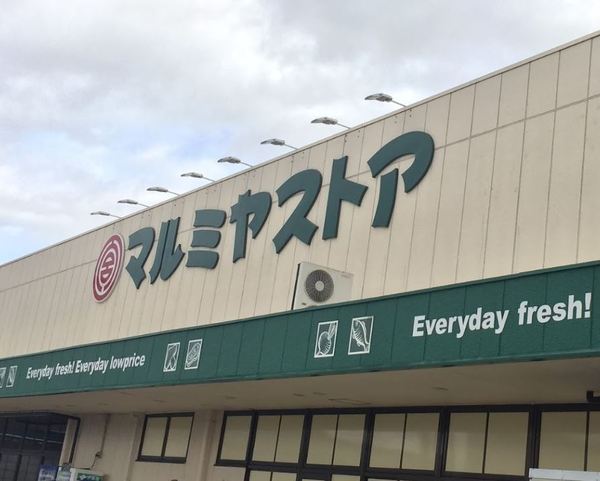 マルミヤストア
Everyday fresh! Everyday lowprice
Everyday fresh!